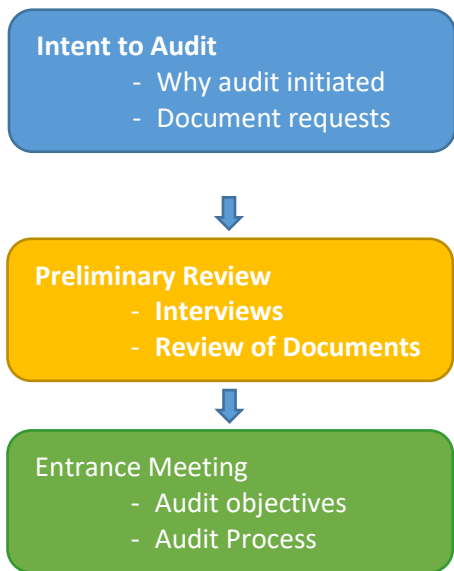 Intent to Audit
- Why audit initiated
- Document requests
Preliminary Review
- Interviews
- Review of Documents
Entrance Meeting
- Audit objectives
- Audit Process